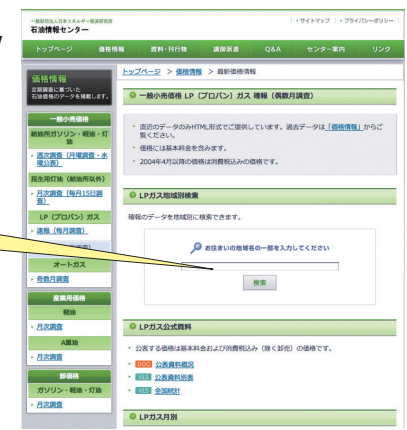 一般財団法人日本エネルギー経済研究所
石油情報センター
サイトマップ
プライバシーポリシー
トップページ 価格情報 資料・刊行物 講師派遣 Q&A センター案内 リンク
価格情報
定期調査に基づいた
石油価格のデータを掲載します。
一般小売価格
給油所ガソリン・軽油・灯油
週次調査（月曜調査・水曜公表）
民生用灯油（給油所以外）
月次調査（毎月15日調査）
LP（プロパン）ガス
速報（毎月調査）
オートガス
奇数月調査
産業用価格
軽油
月次調査
A重油
月次調査
卸価格
ガソリン・軽油・灯油
月次調査
トップページ > 価格情報 > 最新価格情報
一般小売価格 LP（プロパン）ガス 確報（偶数月調査）
直近のデータのみHTML形式でご提供しています。過去データは「価格情報」からご覧ください。
価格には基本料金を含みます。
2004年4月以降の価格は消費税込みの価格です。
LPガス地域別検索
確報のデータを地域別に検索できます。
お住まいの地域名の一部を入力してください
検索
LPガス公式資料
公表する価格は基本料金および消費税込み（除く卸売）の価格です。
DOC 公表資料概況
XLS 公表資料別表
XLS 全国統計
LPガス月別